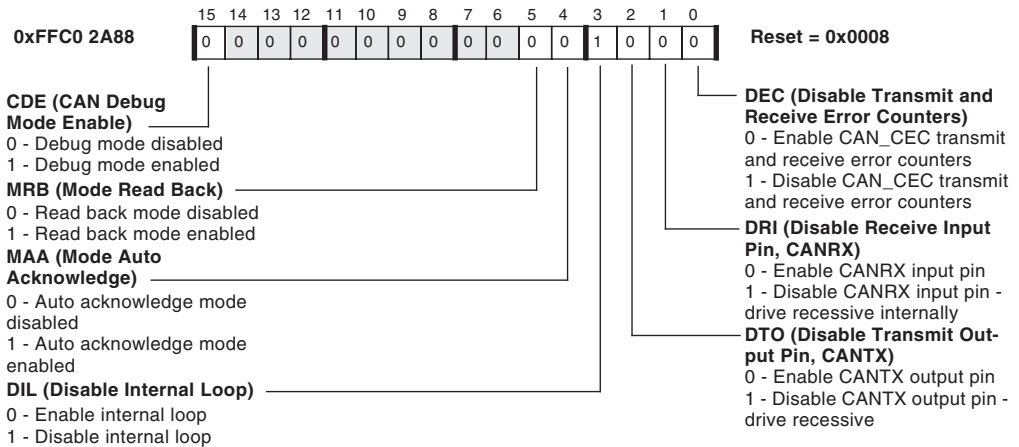 15 14 13 12 11 10 9 8 7 6 5 4 3 2 1 0
0xFFC0 2A88
0 0 0 0 0 0 0 0 0 0 0 0 1 0 0 0
Reset = 0x0008
CDE (CAN Debug
Mode Enable)
0 - Debug mode disabled
1 - Debug mode enabled
MRB (Mode Read Back)
0 - Read back mode disabled
1 - Read back mode enabled
MAA (Mode Auto
Acknowledge)
0 - Auto acknowledge mode
disabled
1 - Auto acknowledge mode
enabled
DIL (Disable Internal Loop)
0 - Enable internal loop
1 - Disable internal loop
DEC (Disable Transmit and
Receive Error Counters)
0 - Enable CAN_CEC transmit
and receive error counters
1 - Disable CAN_CEC transmit
and receive error counters
DRI (Disable Receive Input
Pin, CANRX)
0 - Enable CANRX input pin
1 - Disable CANRX input pin -
drive recessive internally
DTO (Disable Transmit Out-
put Pin, CANTX)
0 - Enable CANTX output pin
1 - Disable CANTX output pin -
drive recessive